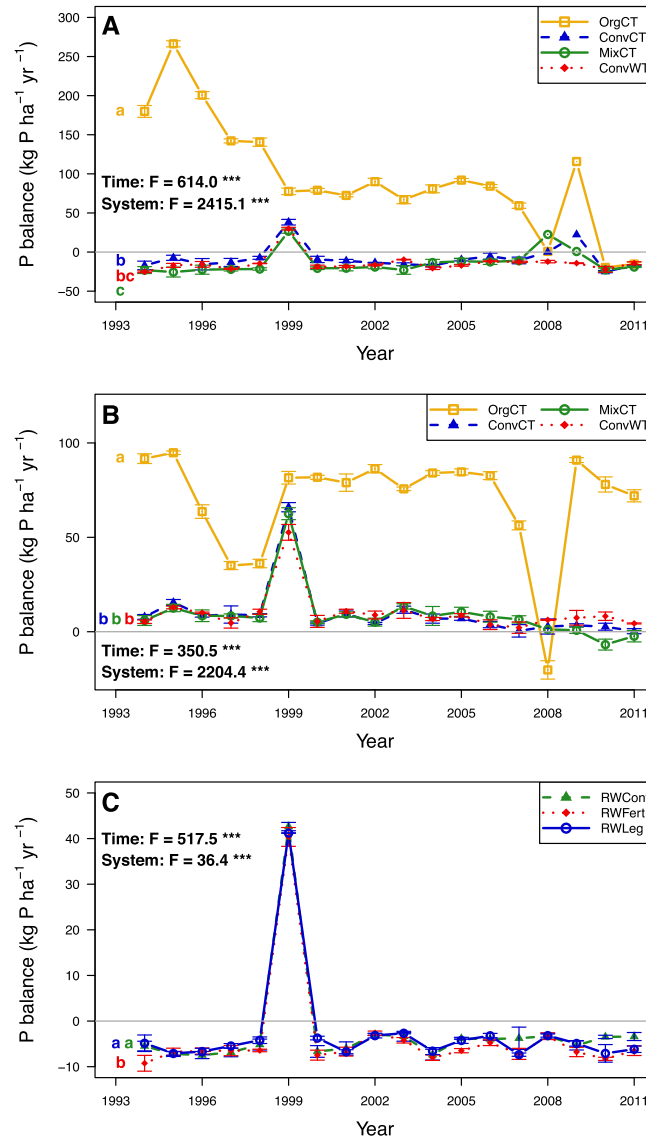 A
OrgCT
ConvCT
MixCT
ConvWT
P balance (kg P ha⁻¹ yr⁻¹)
300
250
200
150
100
50
0
−50
a
Time: F = 614.0 ***
System: F = 2415.1 ***
b
bc
c
1993 1996 1999 2002 2005 2008 2011
Year
B
OrgCT MixCT
ConvCT ConvWT
P balance (kg P ha⁻¹ yr⁻¹)
100
50
0
a
b b b
Time: F = 350.5 ***
System: F = 2204.4 ***
1993 1996 1999 2002 2005 2008 2011
Year
C
RWCon
RWFert
RWLeg
P balance (kg P ha⁻¹ yr⁻¹)
50
40
30
20
10
0
−10
Time: F = 517.5 ***
System: F = 36.4 ***
a a
b
1993 1996 1999 2002 2005 2008 2011
Year